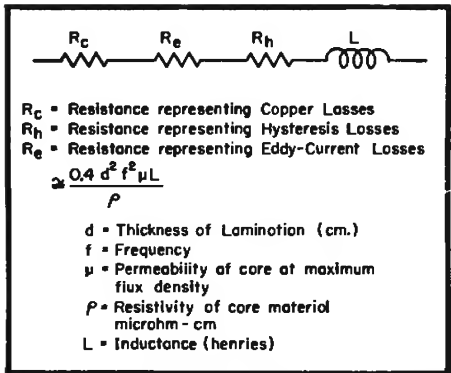 Rc Re Rh L
Rc = Resistance representing Copper Losses
Rh = Resistance representing Hysteresis Losses
Re = Resistance representing Eddy-Current Losses
≃ 0.4 d² f² μL
ρ
d = Thickness of Lamination (cm.)
f = Frequency
μ = Permeability of core at maximum
flux density
ρ = Resistivity of core material
microhm-cm
L = Inductance (henries)